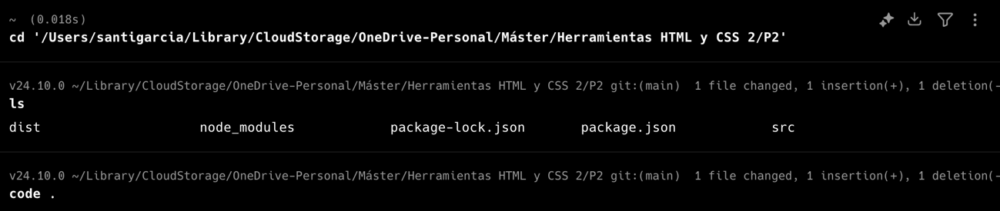 ~ (0.018s)
cd '/Users/santigarcia/Library/CloudStorage/OneDrive-Personal/Máster/Herramientas HTML y CSS 2/P2'
v24.10.0 ~/Library/CloudStorage/OneDrive-Personal/Máster/Herramientas HTML y CSS 2/P2 git:(main) 1 file changed, 1 insertion(+), 1 deletion(-
ls
dist node_modules package-lock.json package.json src
v24.10.0 ~/Library/CloudStorage/OneDrive-Personal/Máster/Herramientas HTML y CSS 2/P2 git:(main) 1 file changed, 1 insertion(+), 1 deletion(-
code .